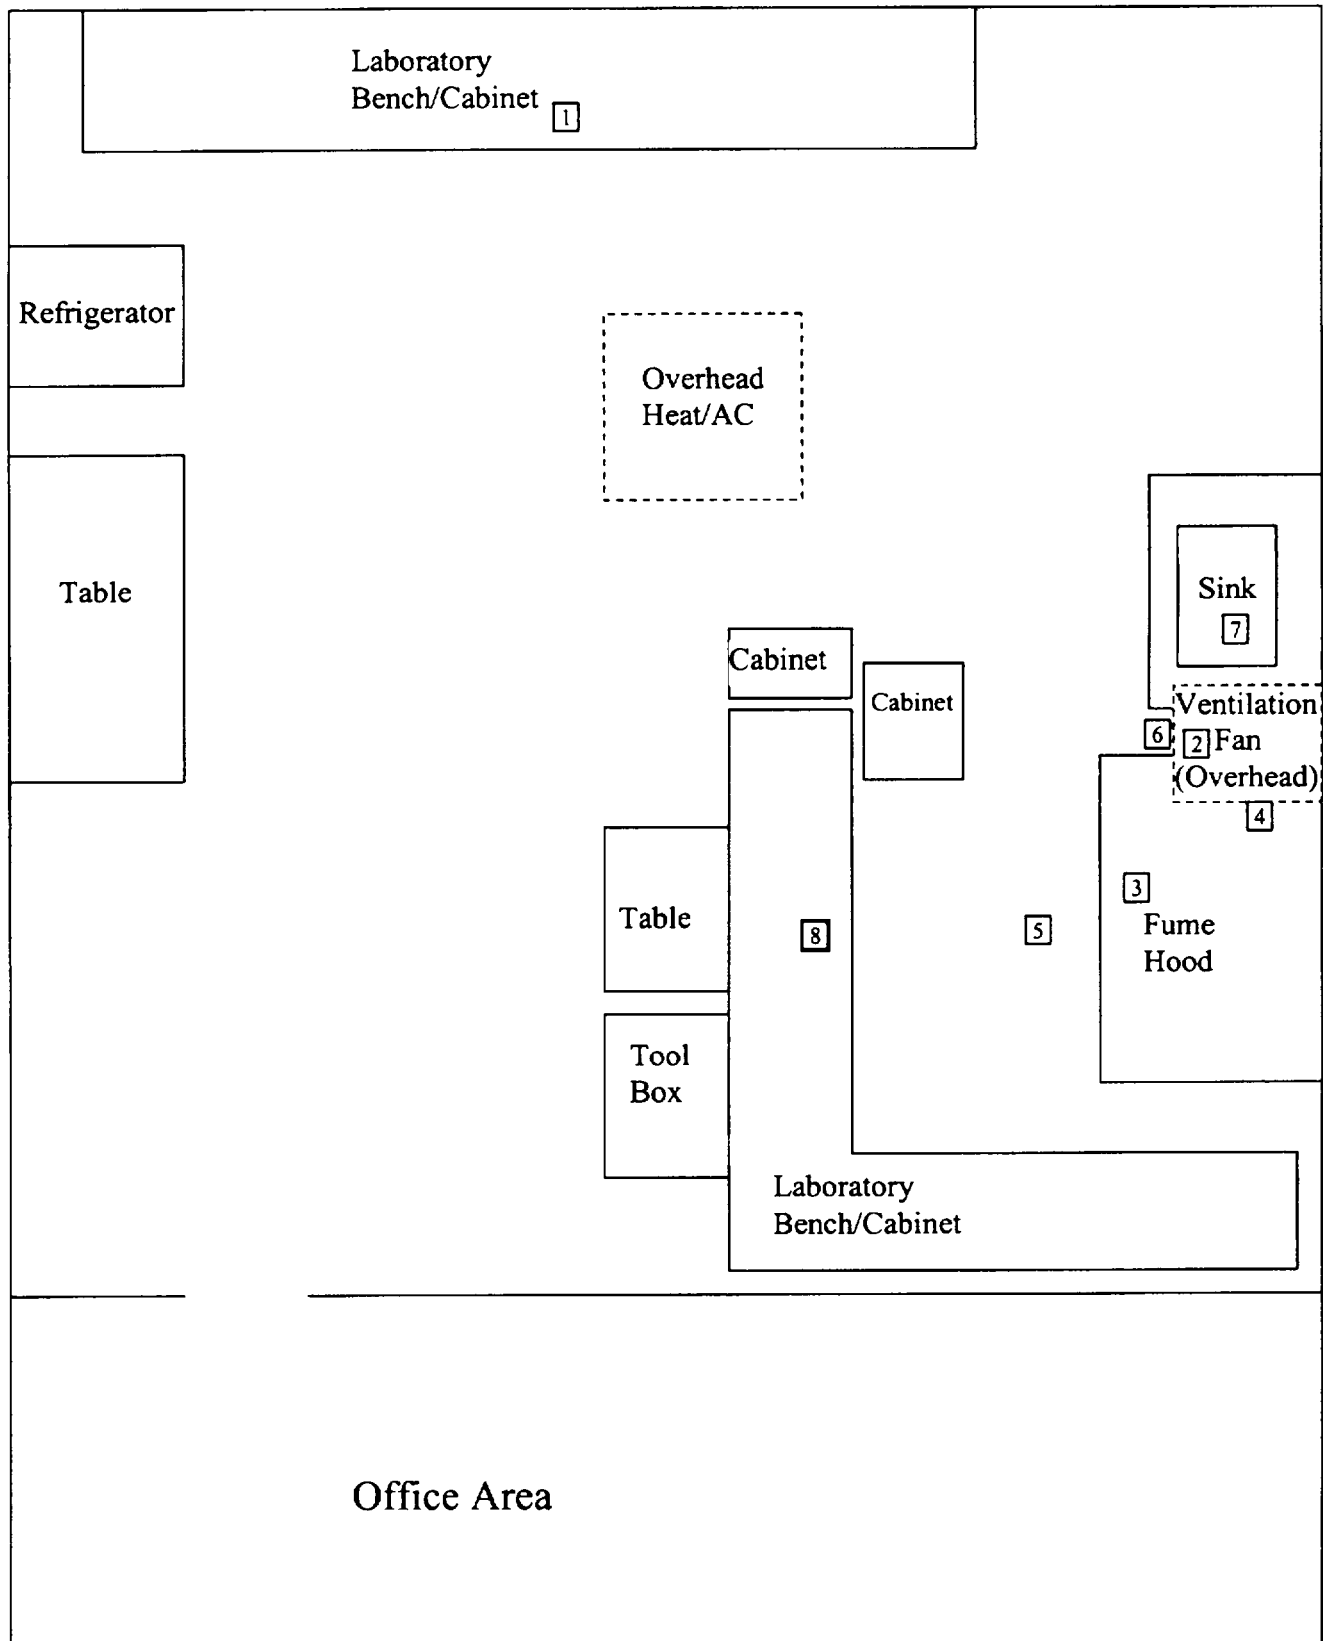 Laboratory
Bench/Cabinet
1
Refrigerator
Overhead
Heat/AC
Table
Sink
7
Cabinet
Cabinet
Ventilation
6
2
Fan
(Overhead)
4
3
Table
8
5
Fume
Hood
Tool
Box
Laboratory
Bench/Cabinet
Office Area